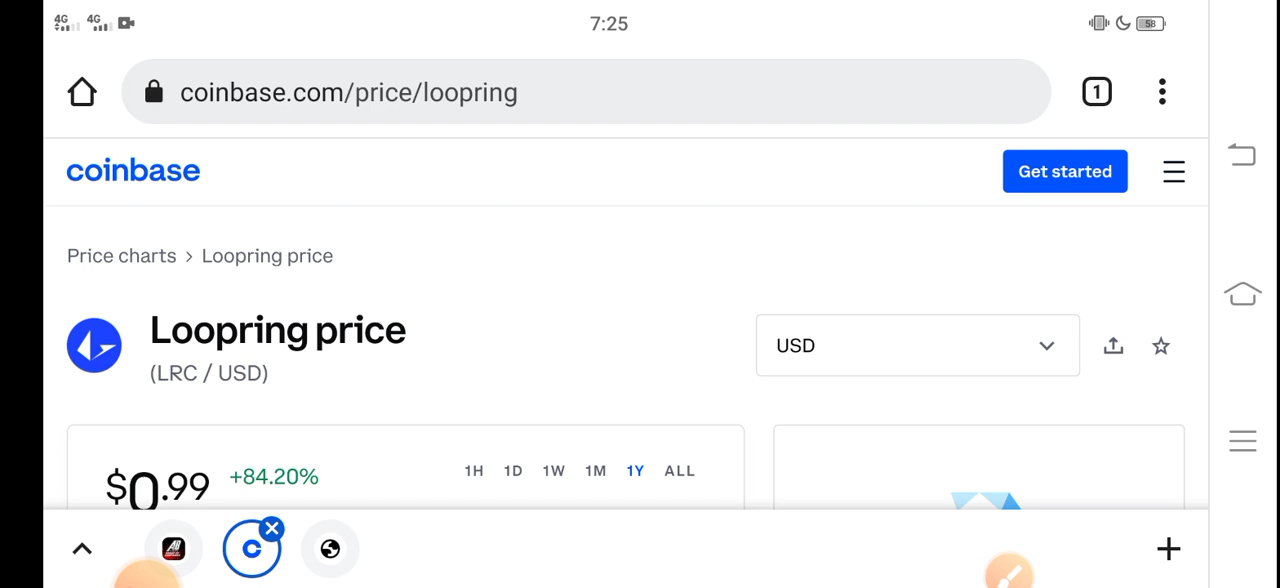 4G 4G 7:25 58
coinbase.com/price/loopring 1
coinbase Get started
Price charts > Loopring price
Loopring price
(LRC / USD)
USD
$0.99 +84.20% 1H 1D 1W 1M 1Y ALL